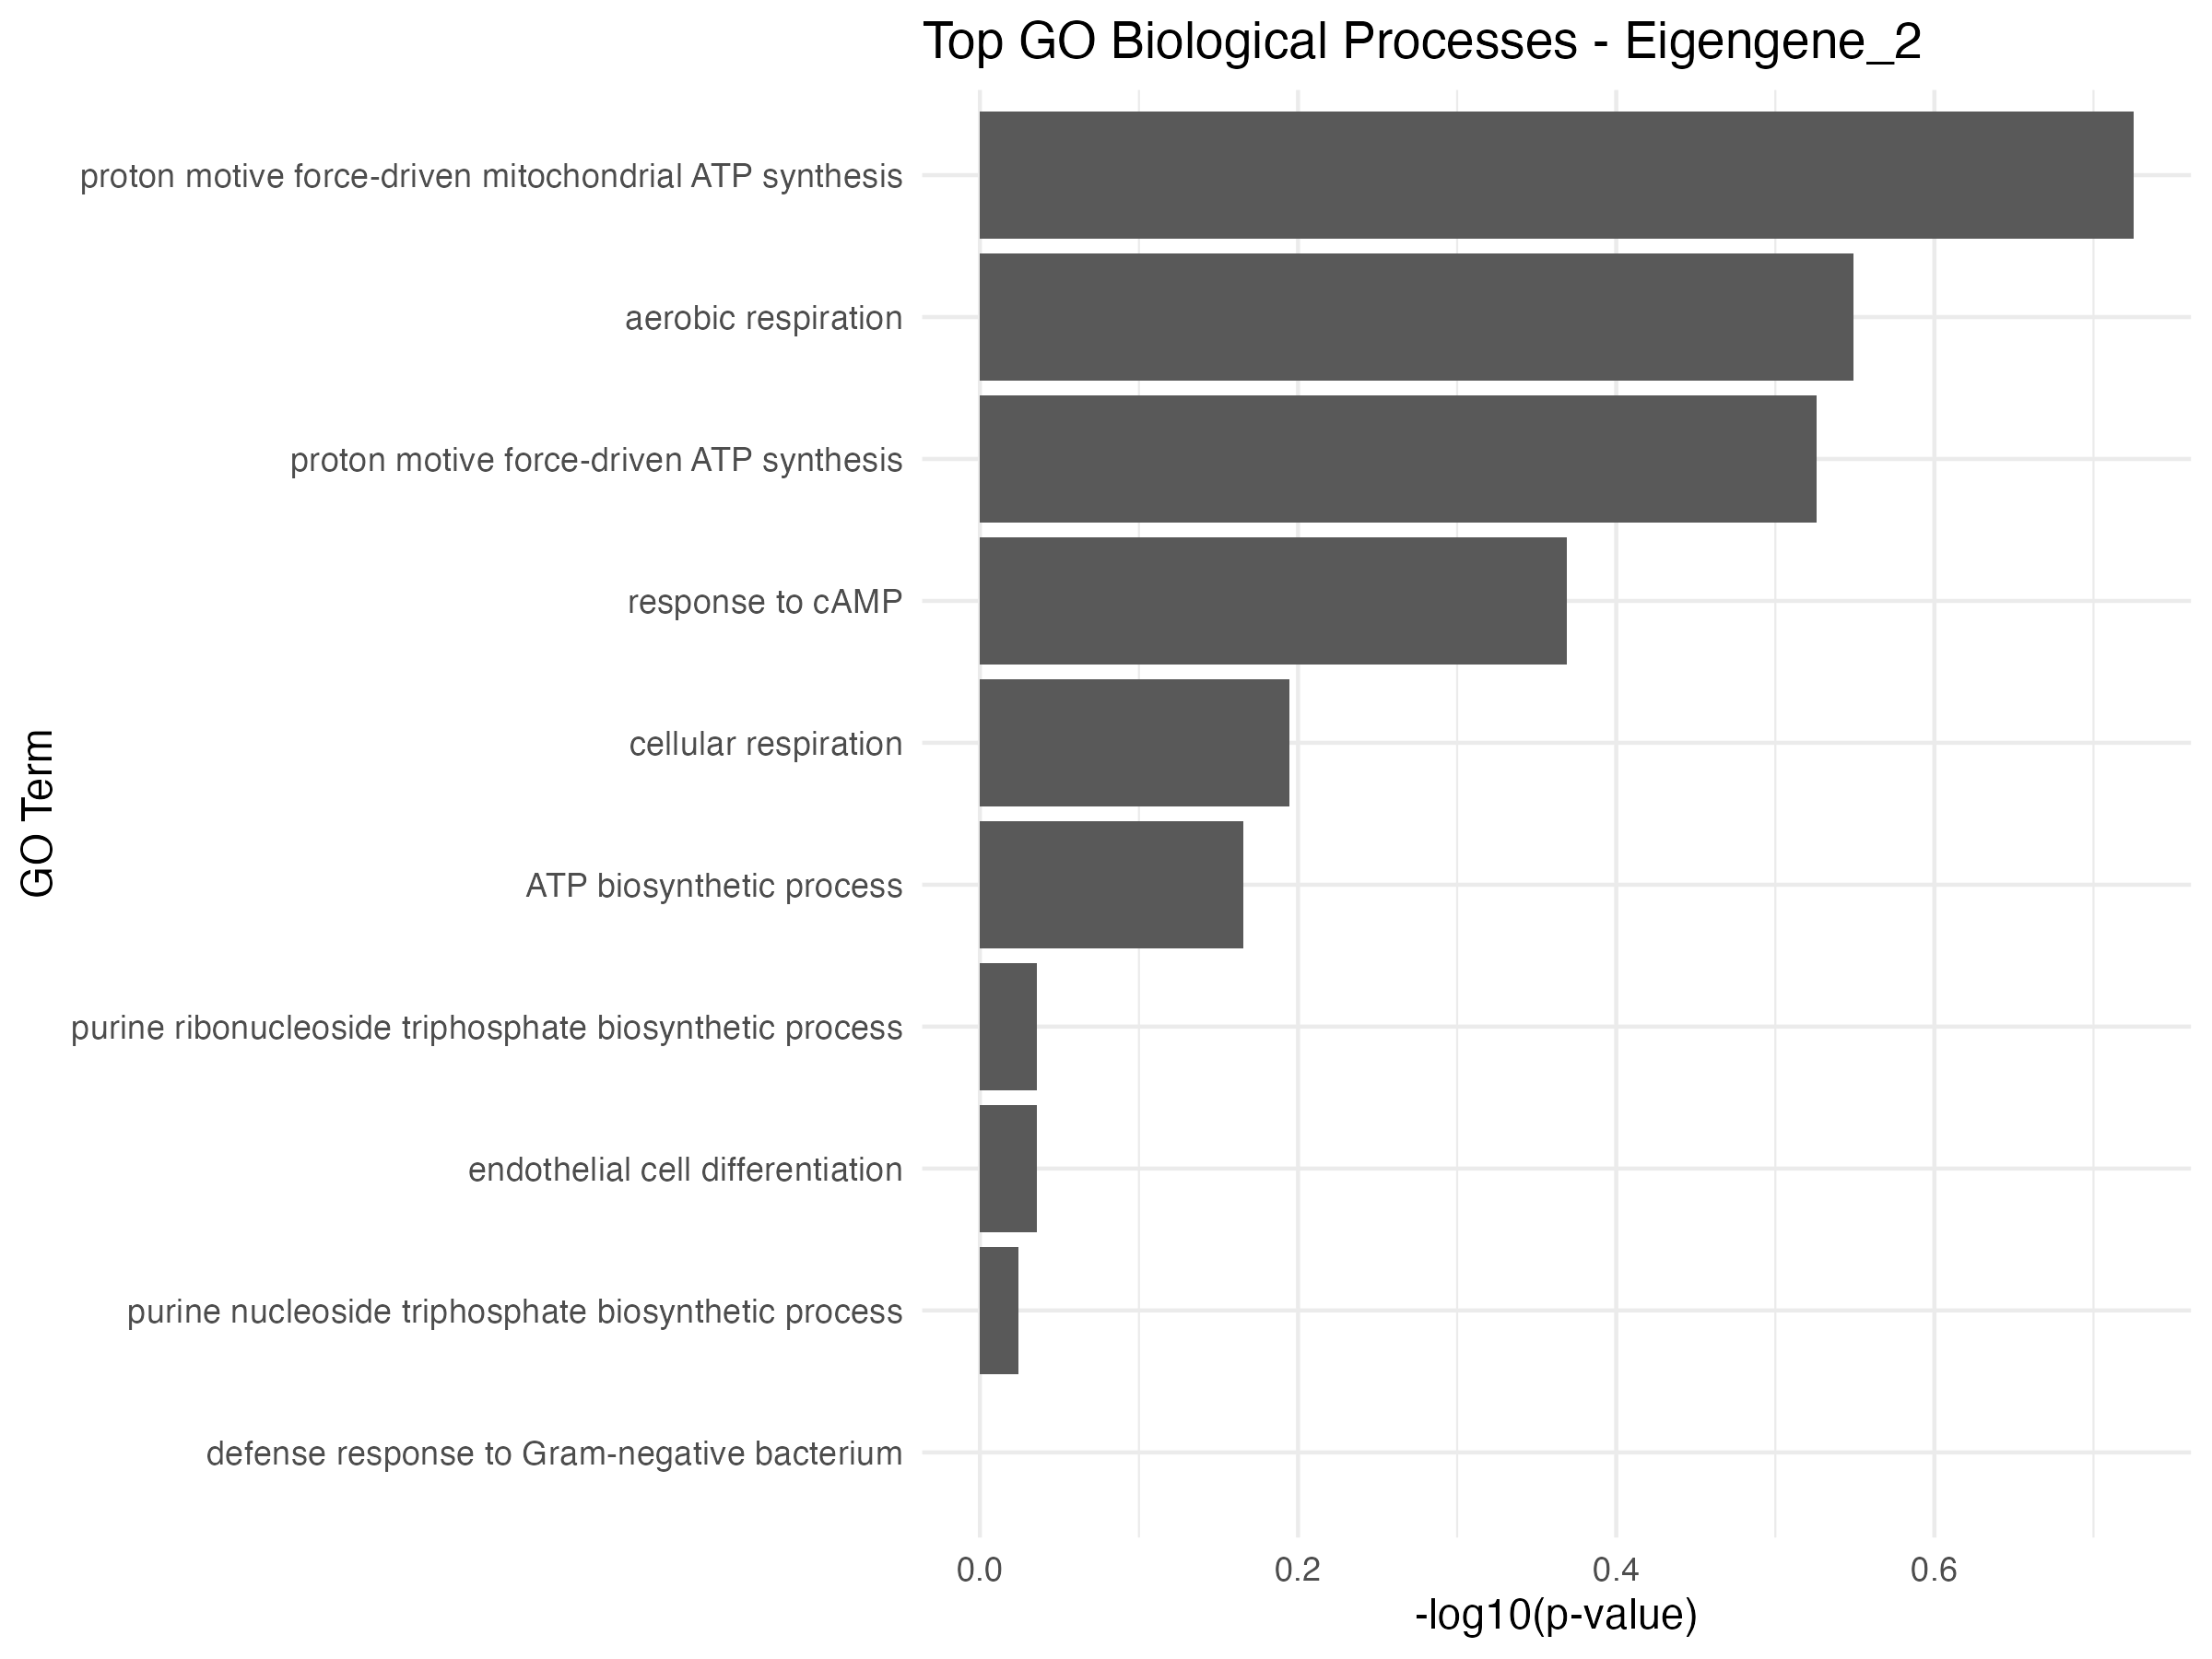 Top GO Biological Processes - Eigengene_2
GO Term
proton motive force-driven mitochondrial ATP synthesis
aerobic respiration
proton motive force-driven ATP synthesis
response to cAMP
cellular respiration
ATP biosynthetic process
purine ribonucleoside triphosphate biosynthetic process
endothelial cell differentiation
purine nucleoside triphosphate biosynthetic process
defense response to Gram-negative bacterium
0.0 0.2 0.4 0.6
-log10(p-value)